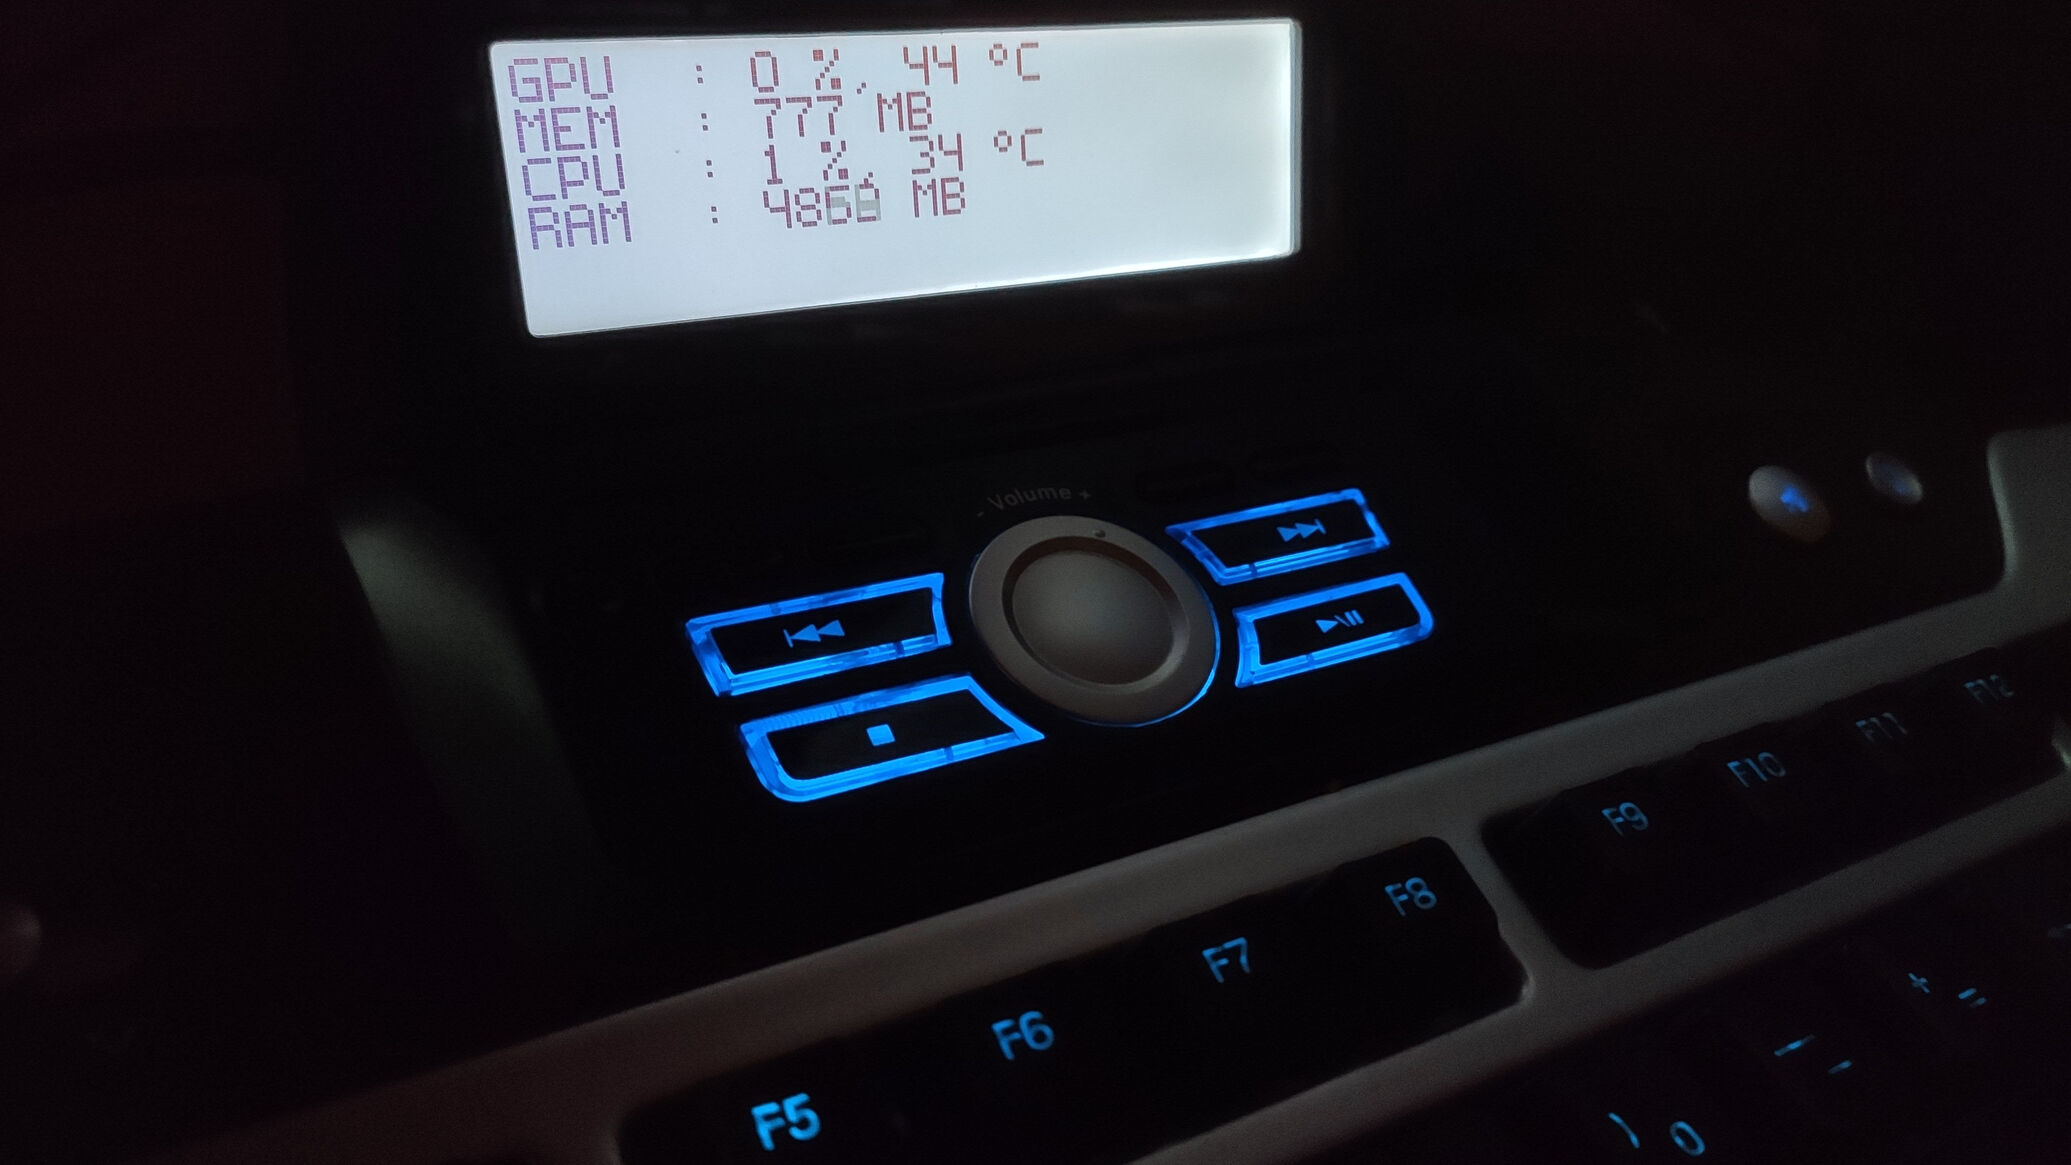 GPU : 0 %, 44 °C
MEM : 777 MB
CPU : 1 %, 34 °C
RAM : MB
- Volume +
F5 F6 F7 F8 F9 F10 F11 F12
+ =
) 0